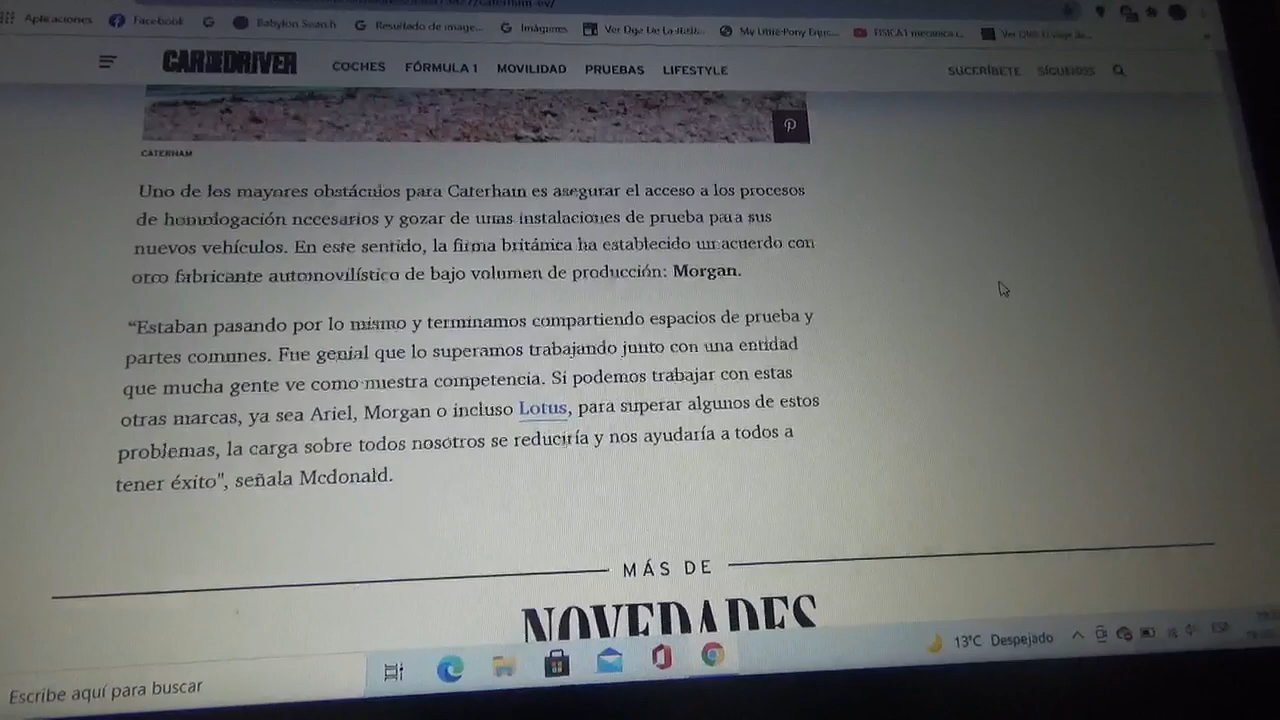 Aplicaciones Facebook G Babylon Search G Resultado de image... G Imágenes
CAR AND DRIVER COCHES FÓRMULA 1 MOVILIDAD PRUEBAS LIFESTYLE SUCRÍBETE SÍGUENOS
CATERHAM
Uno de los mayores obstáculos para Caterham es asegurar el acceso a los procesos
de homologación necesarios y gozar de unas instalaciones de prueba para sus
nuevos vehículos. En este sentido, la firma británica ha establecido un acuerdo con
otro fabricante automovilístico de bajo volumen de producción: Morgan.
“Estaban pasando por lo mismo y terminamos compartiendo espacios de prueba y
partes comunes. Fue genial que lo superamos trabajando junto con una entidad
que mucha gente ve como nuestra competencia. Si podemos trabajar con estas
otras marcas, ya sea Ariel, Morgan o incluso Lotus, para superar algunos de estos
problemas, la carga sobre todos nosotros se reduciría y nos ayudaría a todos a
tener éxito", señala Mcdonald.
MÁS DE
NOVEDADES
13°C Despejado
Escribe aquí para buscar